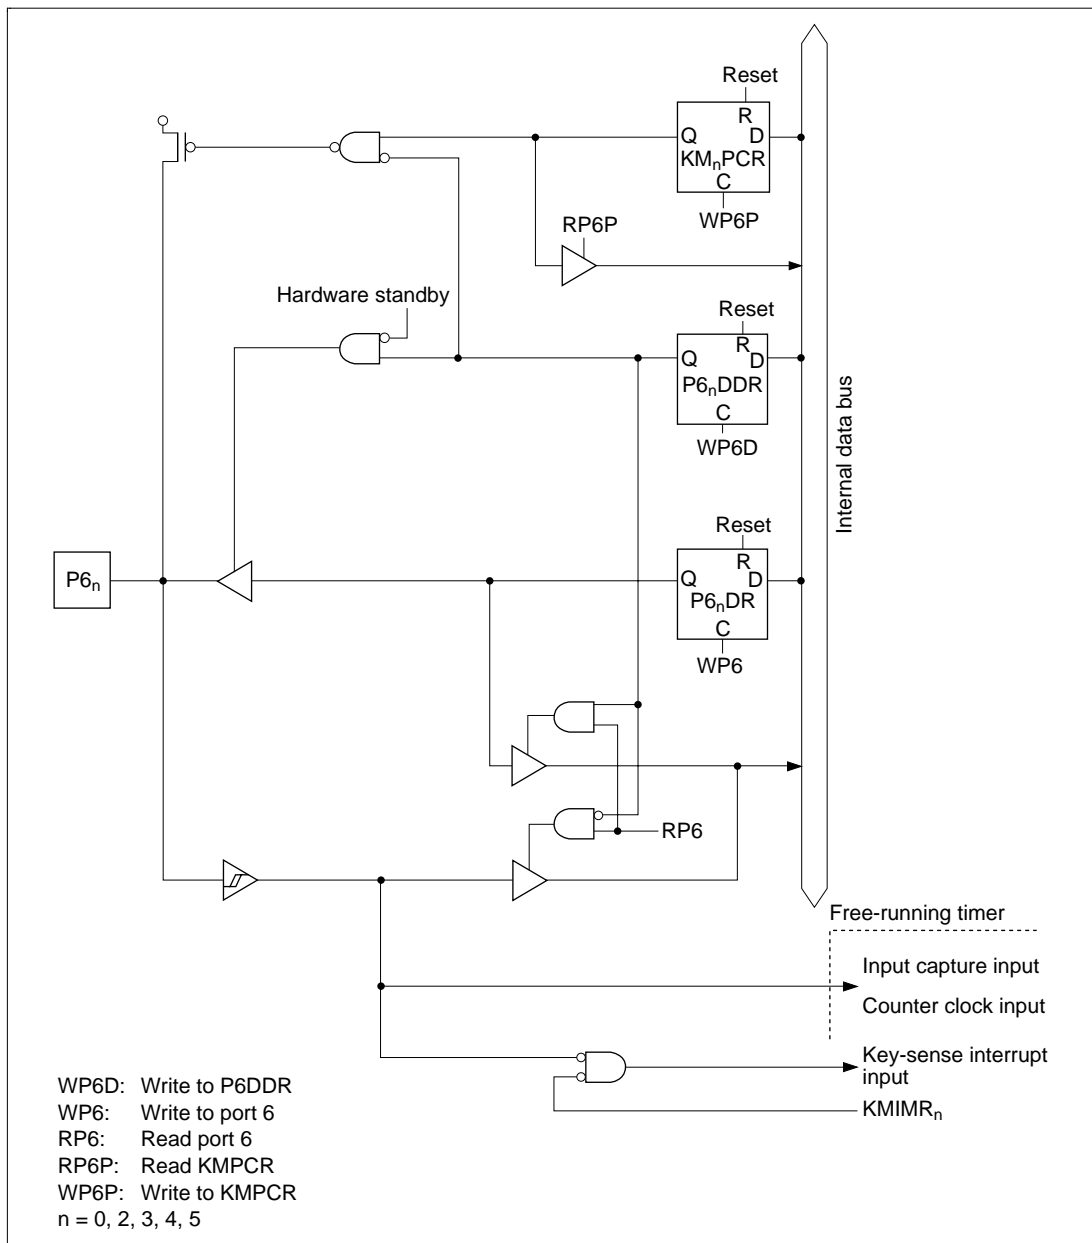 Reset
R
Q D
KMnPCR
C
WP6P
RP6P
Hardware standby
Reset
R
Q D
P6nDDR
C
WP6D
Internal data bus
Reset
R
Q D
P6nDR
C
WP6
P6n
RP6
Free-running timer
Input capture input
Counter clock input
Key-sense interrupt
input
KMIMRn
WP6D: Write to P6DDR
WP6: Write to port 6
RP6: Read port 6
RP6P: Read KMPCR
WP6P: Write to KMPCR
n = 0, 2, 3, 4, 5